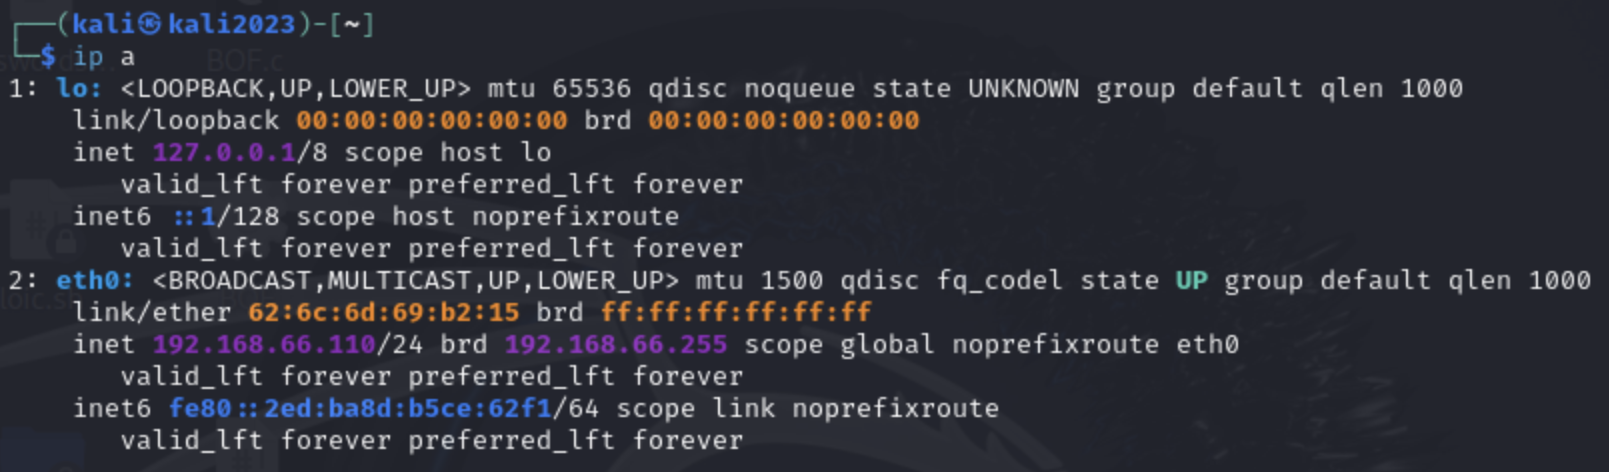 ┌──(kali㉿kali2023)-[~]
└─$ ip a
1: lo: <LOOPBACK,UP,LOWER_UP> mtu 65536 qdisc noqueue state UNKNOWN group default qlen 1000
    link/loopback 00:00:00:00:00:00 brd 00:00:00:00:00:00
    inet 127.0.0.1/8 scope host lo
       valid_lft forever preferred_lft forever
    inet6 ::1/128 scope host noprefixroute
       valid_lft forever preferred_lft forever
2: eth0: <BROADCAST,MULTICAST,UP,LOWER_UP> mtu 1500 qdisc fq_codel state UP group default qlen 1000
    link/ether 62:6c:6d:69:b2:15 brd ff:ff:ff:ff:ff:ff
    inet 192.168.66.110/24 brd 192.168.66.255 scope global noprefixroute eth0
       valid_lft forever preferred_lft forever
    inet6 fe80::2ed:ba8d:b5ce:62f1/64 scope link noprefixroute
       valid_lft forever preferred_lft forever
BOF.c